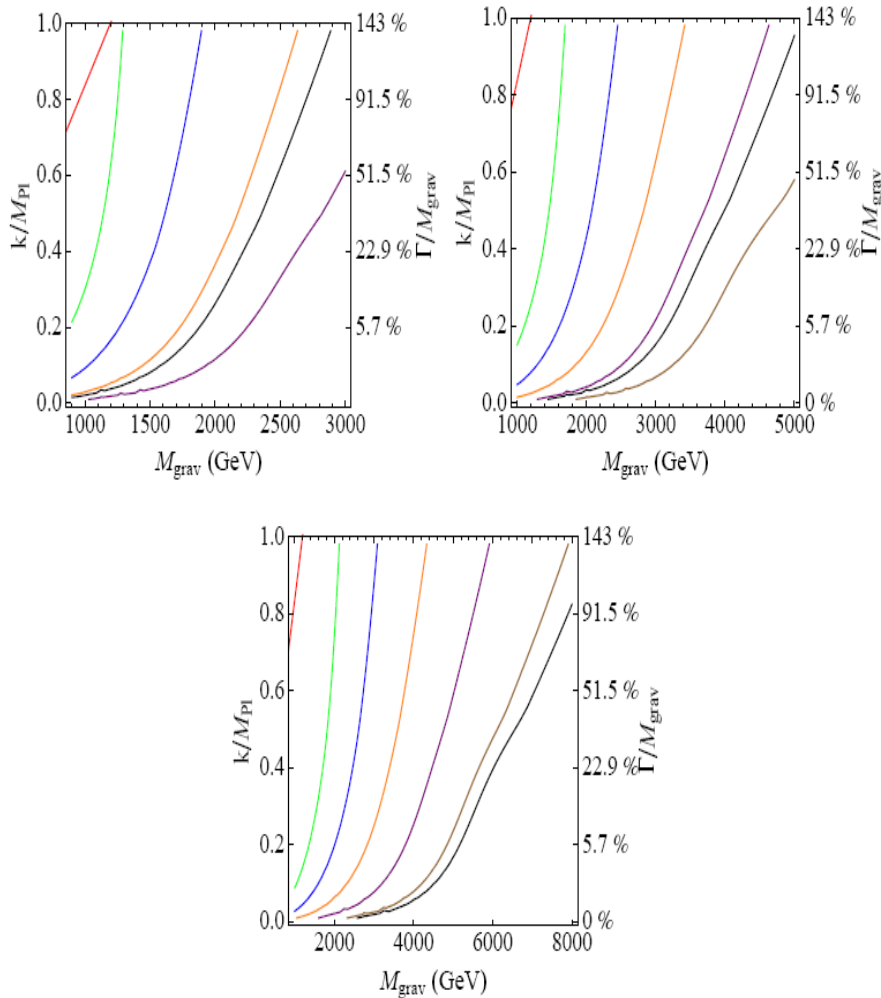 1.0
0.8
0.6
0.4
0.2
0.0
k/M_Pl
143 %
91.5 %
51.5 %
22.9 %
5.7 %
Γ/M_grav
1000 1500 2000 2500 3000
M_grav (GeV)
1.0
0.8
0.6
0.4
0.2
0.0
k/M_Pl
143 %
91.5 %
51.5 %
22.9 %
5.7 %
0 %
Γ/M_grav
1000 2000 3000 4000 5000
M_grav (GeV)
1.0
0.8
0.6
0.4
0.2
0.0
k/M_Pl
143 %
91.5 %
51.5 %
22.9 %
5.7 %
0 %
Γ/M_grav
2000 4000 6000 8000
M_grav (GeV)